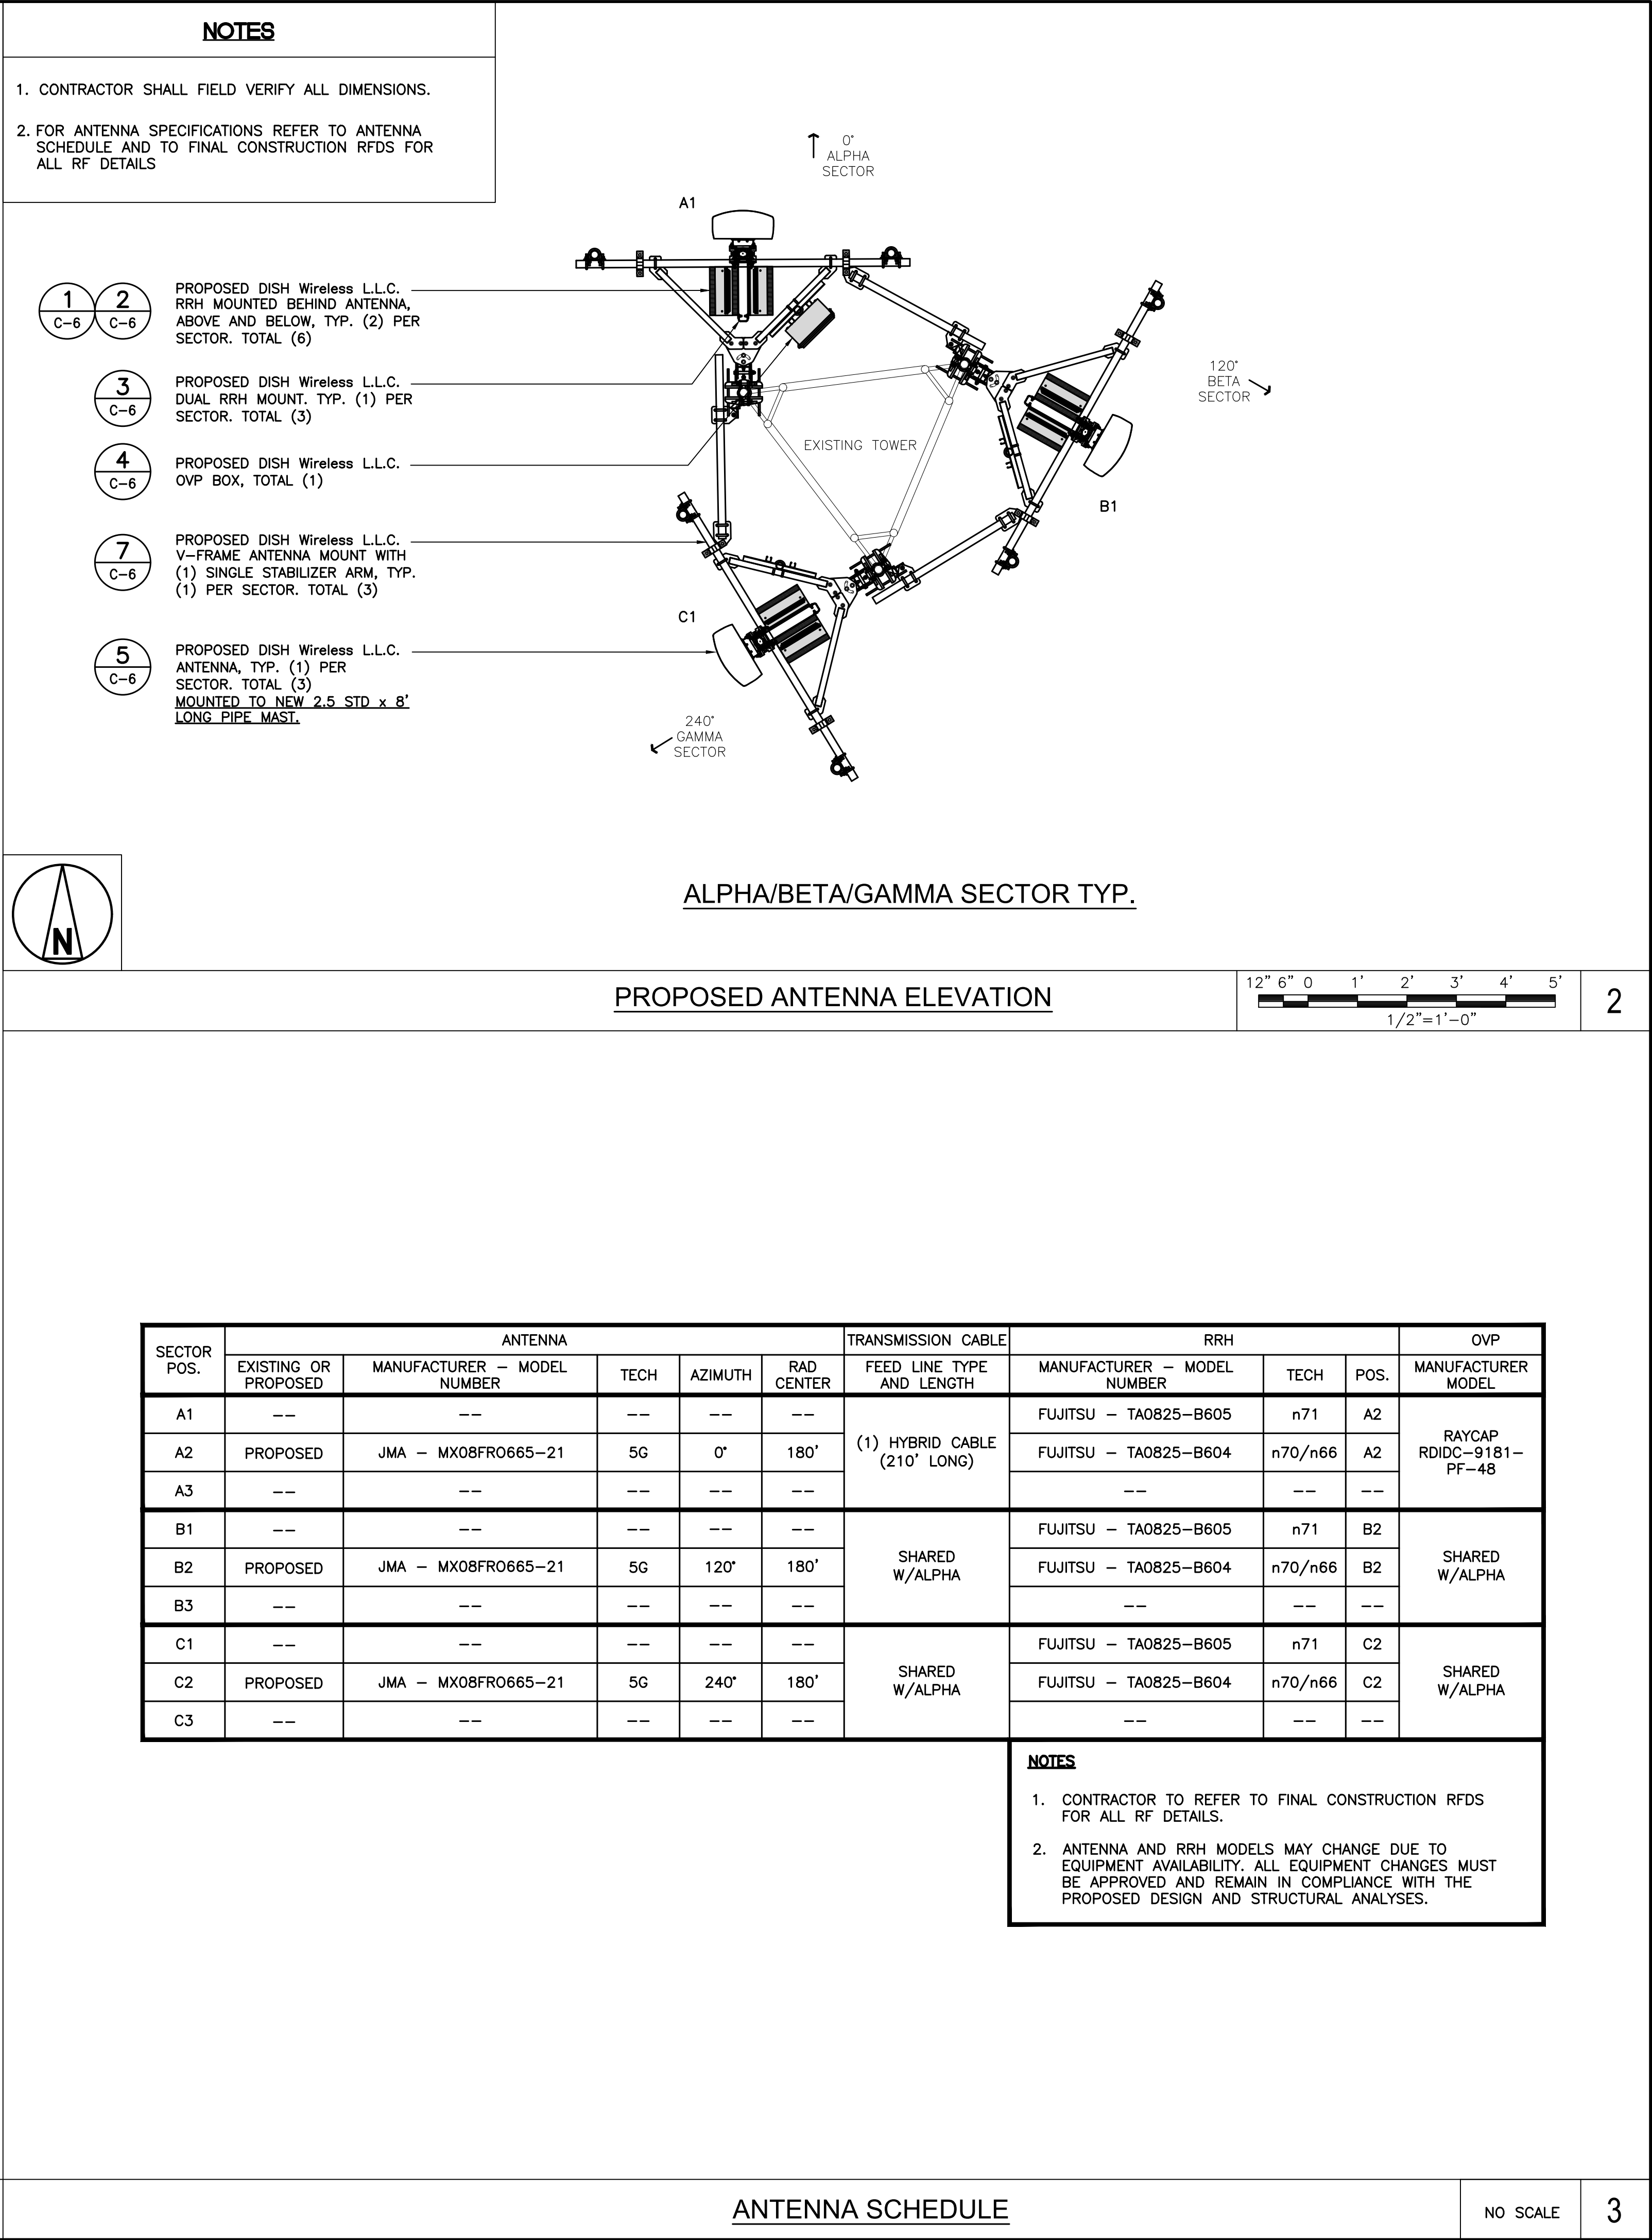 NOTES
1. CONTRACTOR SHALL FIELD VERIFY ALL DIMENSIONS.
2. FOR ANTENNA SPECIFICATIONS REFER TO ANTENNA
SCHEDULE AND TO FINAL CONSTRUCTION RFDS FOR
ALL RF DETAILS
0°
ALPHA
SECTOR
A1
1
C-6
2
C-6
PROPOSED DISH Wireless L.L.C.
RRH MOUNTED BEHIND ANTENNA,
ABOVE AND BELOW, TYP. (2) PER
SECTOR. TOTAL (6)
3
C-6
PROPOSED DISH Wireless L.L.C.
DUAL RRH MOUNT. TYP. (1) PER
SECTOR. TOTAL (3)
120°
BETA
SECTOR
4
C-6
PROPOSED DISH Wireless L.L.C.
OVP BOX, TOTAL (1)
EXISTING TOWER
B1
7
C-6
PROPOSED DISH Wireless L.L.C.
V-FRAME ANTENNA MOUNT WITH
(1) SINGLE STABILIZER ARM, TYP.
(1) PER SECTOR. TOTAL (3)
C1
5
C-6
PROPOSED DISH Wireless L.L.C.
ANTENNA, TYP. (1) PER
SECTOR. TOTAL (3)
MOUNTED TO NEW 2.5 STD x 8'
LONG PIPE MAST.
240°
GAMMA
SECTOR
N
ALPHA/BETA/GAMMA SECTOR TYP.
PROPOSED ANTENNA ELEVATION
12" 6" 0 1' 2' 3' 4' 5'
1/2"=1'-0"
2
SECTOR
POS.
ANTENNA TRANSMISSION CABLE RRH OVP
EXISTING OR
PROPOSED
MANUFACTURER - MODEL
NUMBER
TECH
AZIMUTH
RAD
CENTER
FEED LINE TYPE
AND LENGTH
MANUFACTURER - MODEL
NUMBER
TECH
POS.
MANUFACTURER
MODEL
A1 -- -- -- -- -- FUJITSU - TA0825-B605 n71 A2
A2 PROPOSED JMA - MX08FRO665-21 5G 0° 180' FUJITSU - TA0825-B604 n70/n66 A2
A3 -- -- -- -- -- -- -- --
(1) HYBRID CABLE
(210' LONG)
RAYCAP
RDIDC-9181-
PF-48
B1 -- -- -- -- -- FUJITSU - TA0825-B605 n71 B2
B2 PROPOSED JMA - MX08FRO665-21 5G 120° 180' FUJITSU - TA0825-B604 n70/n66 B2
B3 -- -- -- -- -- -- -- --
SHARED
W/ALPHA
SHARED
W/ALPHA
C1 -- -- -- -- -- FUJITSU - TA0825-B605 n71 C2
C2 PROPOSED JMA - MX08FRO665-21 5G 240° 180' FUJITSU - TA0825-B604 n70/n66 C2
C3 -- -- -- -- -- -- -- --
SHARED
W/ALPHA
SHARED
W/ALPHA
NOTES
1. CONTRACTOR TO REFER TO FINAL CONSTRUCTION RFDS
FOR ALL RF DETAILS.
2. ANTENNA AND RRH MODELS MAY CHANGE DUE TO
EQUIPMENT AVAILABILITY. ALL EQUIPMENT CHANGES MUST
BE APPROVED AND REMAIN IN COMPLIANCE WITH THE
PROPOSED DESIGN AND STRUCTURAL ANALYSES.
ANTENNA SCHEDULE
NO SCALE
3